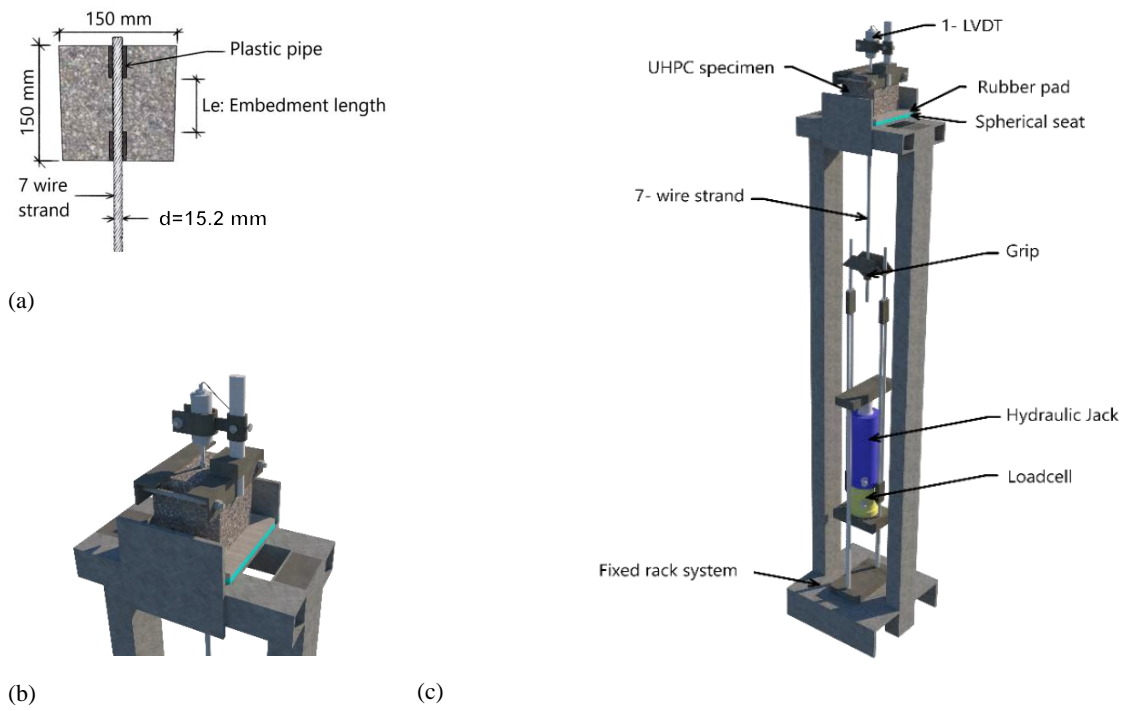 150 mm
Plastic pipe
150 mm
Le: Embedment length
7 wire
strand
d=15.2 mm
(a)
(b)
1- LVDT
UHPC specimen
Rubber pad
Spherical seat
7- wire strand
Grip
Hydraulic Jack
Loadcell
Fixed rack system
(c)